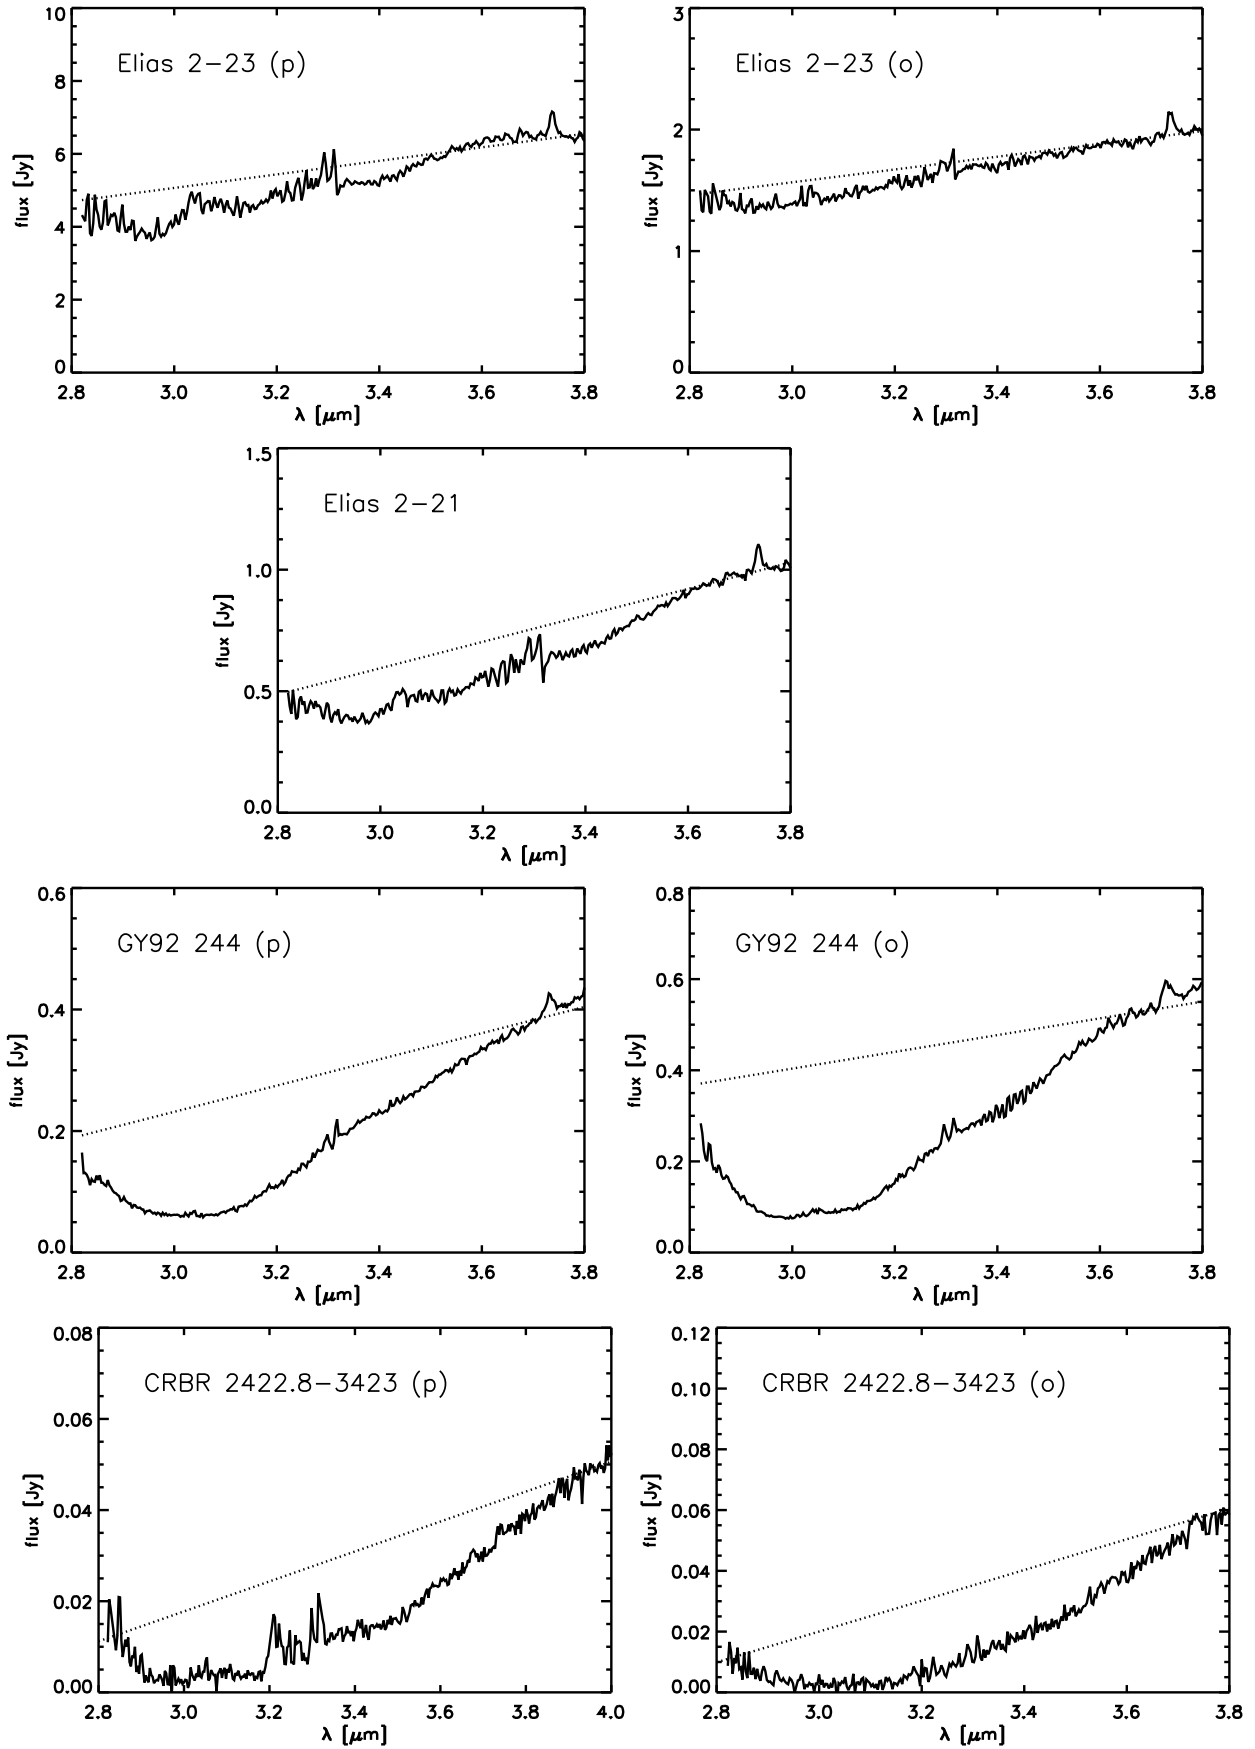 10
8
6
4
2
0
flux [Jy]
Elias 2−23 (p)
2.8 3.0 3.2 3.4 3.6 3.8
λ [μm]
3
2
1
0
flux [Jy]
Elias 2−23 (o)
2.8 3.0 3.2 3.4 3.6 3.8
λ [μm]
1.5
1.0
0.5
0.0
flux [Jy]
Elias 2−21
2.8 3.0 3.2 3.4 3.6 3.8
λ [μm]
0.6
0.4
0.2
0.0
flux [Jy]
GY92 244 (p)
2.8 3.0 3.2 3.4 3.6 3.8
λ [μm]
0.8
0.6
0.4
0.2
0.0
flux [Jy]
GY92 244 (o)
2.8 3.0 3.2 3.4 3.6 3.8
λ [μm]
0.08
0.06
0.04
0.02
0.00
flux [Jy]
CRBR 2422.8−3423 (p)
2.8 3.0 3.2 3.4 3.6 3.8 4.0
λ [μm]
0.12
0.10
0.08
0.06
0.04
0.02
0.00
flux [Jy]
CRBR 2422.8−3423 (o)
2.8 3.0 3.2 3.4 3.6 3.8
λ [μm]